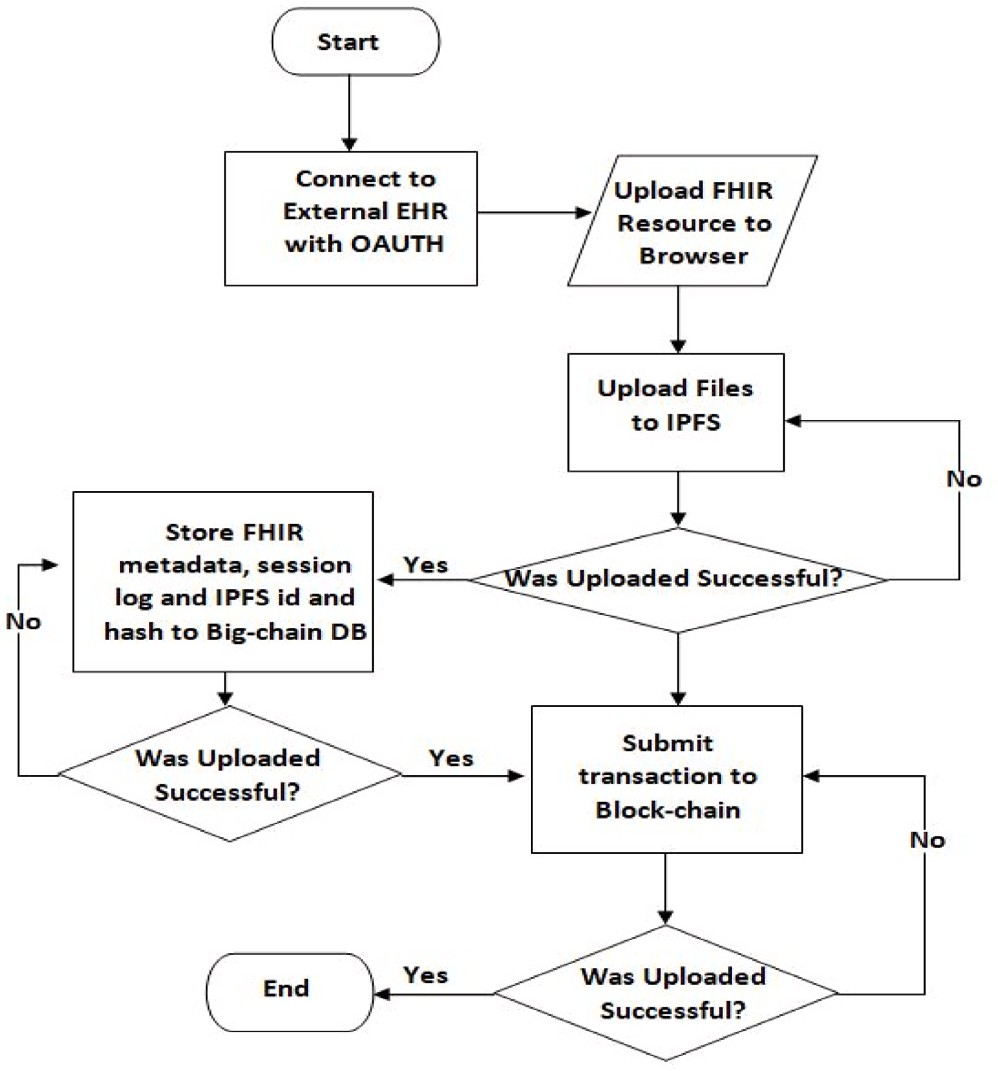 Start
Connect to
External EHR
with OAUTH
Upload FHIR
Resource to
Browser
Upload Files
to IPFS
No
Was Uploaded Successful?
Yes
Store FHIR
metadata, session
log and IPFS id and
hash to Big-chain DB
No
Was Uploaded
Successful?
Yes
Submit
transaction to
Block-chain
No
Was Uploaded
Successful?
Yes
End